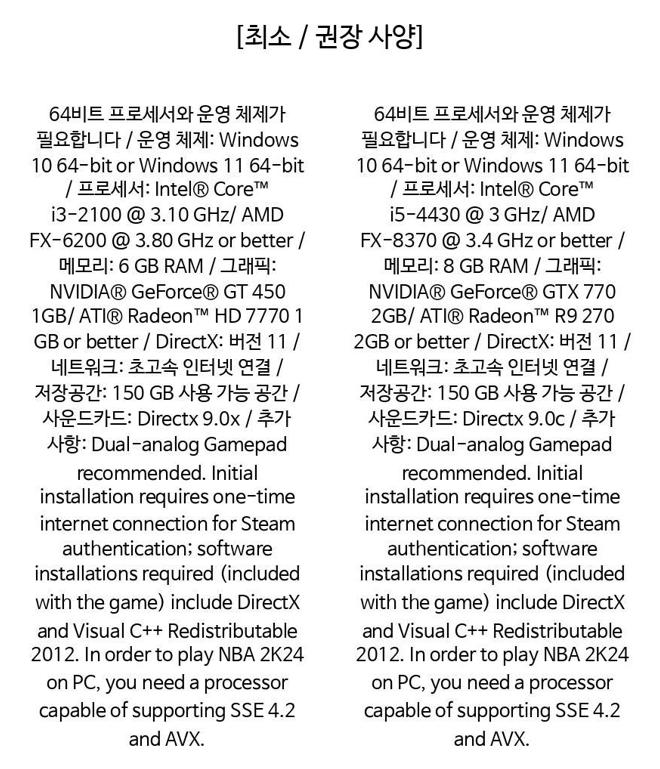 [최소 / 권장 사양]
64비트 프로세서와 운영 체제가
필요합니다 / 운영 체제: Windows
10 64-bit or Windows 11 64-bit
/ 프로세서: Intel® Core™
i3-2100 @ 3.10 GHz/ AMD
FX-6200 @ 3.80 GHz or better /
메모리: 6 GB RAM / 그래픽:
NVIDIA® GeForce® GT 450
1GB/ ATI® Radeon™ HD 7770 1
GB or better / DirectX: 버전 11 /
네트워크: 초고속 인터넷 연결 /
저장공간: 150 GB 사용 가능 공간 /
사운드카드: Directx 9.0x / 추가
사항: Dual-analog Gamepad
recommended. Initial
installation requires one-time
internet connection for Steam
authentication; software
installations required (included
with the game) include DirectX
and Visual C++ Redistributable
2012. In order to play NBA 2K24
on PC, you need a processor
capable of supporting SSE 4.2
and AVX.
64비트 프로세서와 운영 체제가
필요합니다 / 운영 체제: Windows
10 64-bit or Windows 11 64-bit
/ 프로세서: Intel® Core™
i5-4430 @ 3 GHz/ AMD
FX-8370 @ 3.4 GHz or better /
메모리: 8 GB RAM / 그래픽:
NVIDIA® GeForce® GTX 770
2GB/ ATI® Radeon™ R9 270
2GB or better / DirectX: 버전 11 /
네트워크: 초고속 인터넷 연결 /
저장공간: 150 GB 사용 가능 공간 /
사운드카드: Directx 9.0c / 추가
사항: Dual-analog Gamepad
recommended. Initial
installation requires one-time
internet connection for Steam
authentication; software
installations required (included
with the game) include DirectX
and Visual C++ Redistributable
2012. In order to play NBA 2K24
on PC, you need a processor
capable of supporting SSE 4.2
and AVX.